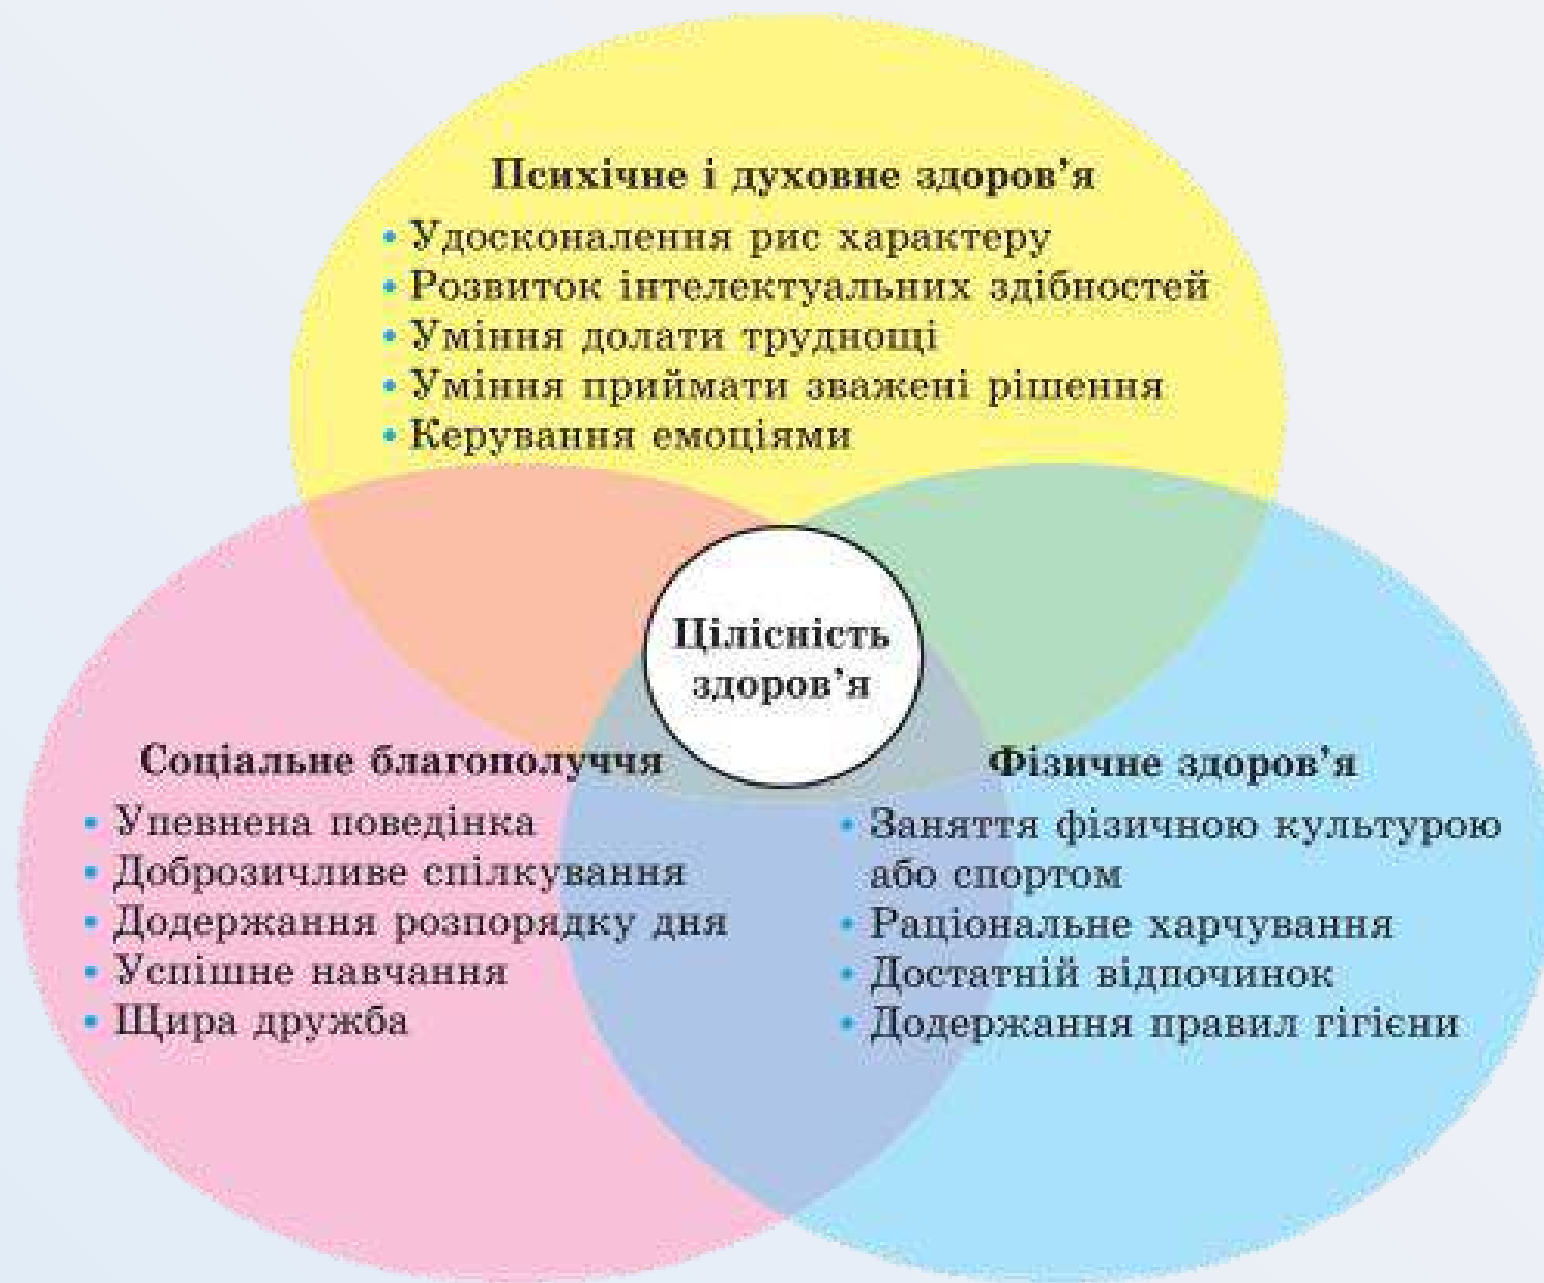 Психічне і духовне здоров’я
• Удосконалення рис характеру
• Розвиток інтелектуальних здібностей
• Уміння долати труднощі
• Уміння приймати зважені рішення
• Керування емоціями
Цілісність
здоров’я
Соціальне благополуччя
• Упевнена поведінка
• Доброзичливе спілкування
• Додержання розпорядку дня
• Успішне навчання
• Щира дружба
Фізичне здоров’я
• Заняття фізичною культурою
або спортом
• Раціональне харчування
• Достатній відпочинок
• Додержання правил гігієни